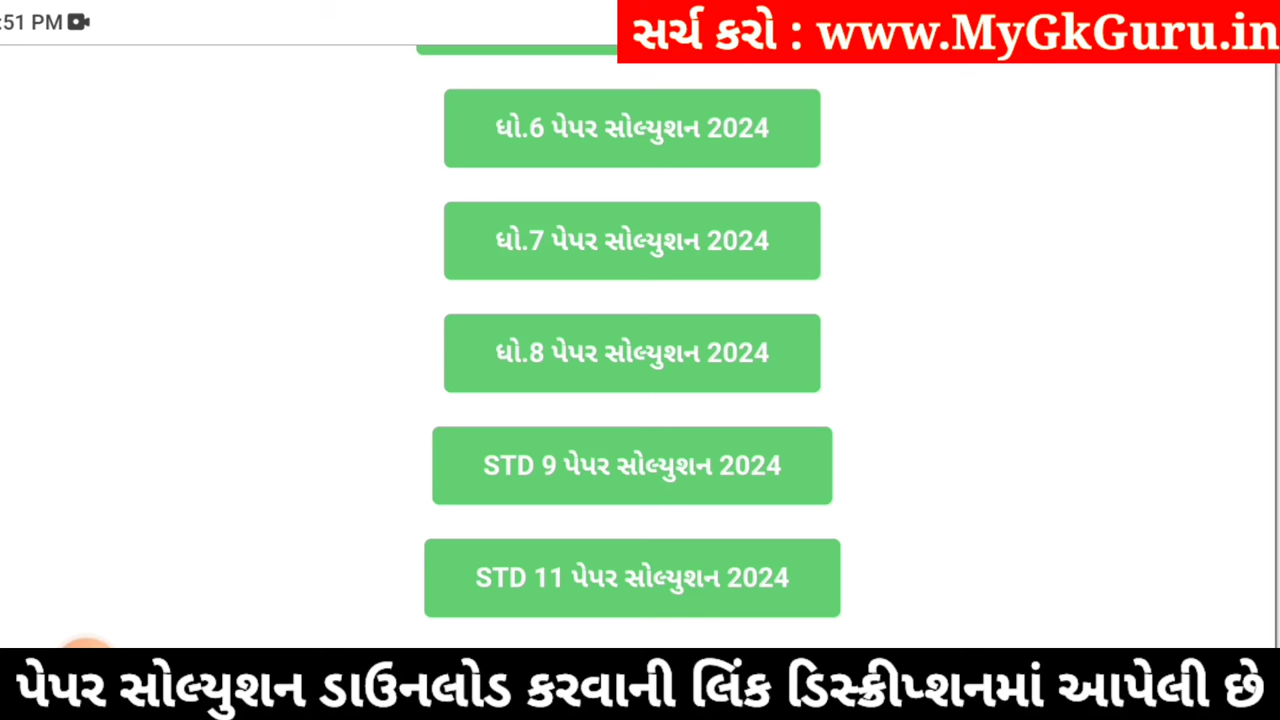 :51 PM
સર્ચ કરો : www.MyGkGuru.in
ધો.6 પેપર સોલ્યુશન 2024
ધો.7 પેપર સોલ્યુશન 2024
ધો.8 પેપર સોલ્યુશન 2024
STD 9 પેપર સોલ્યુશન 2024
STD 11 પેપર સોલ્યુશન 2024
પેપર સોલ્યુશન ડાઉનલોડ કરવાની લિંક ડિસ્ક્રીપ્શનમાં આપેલી છે